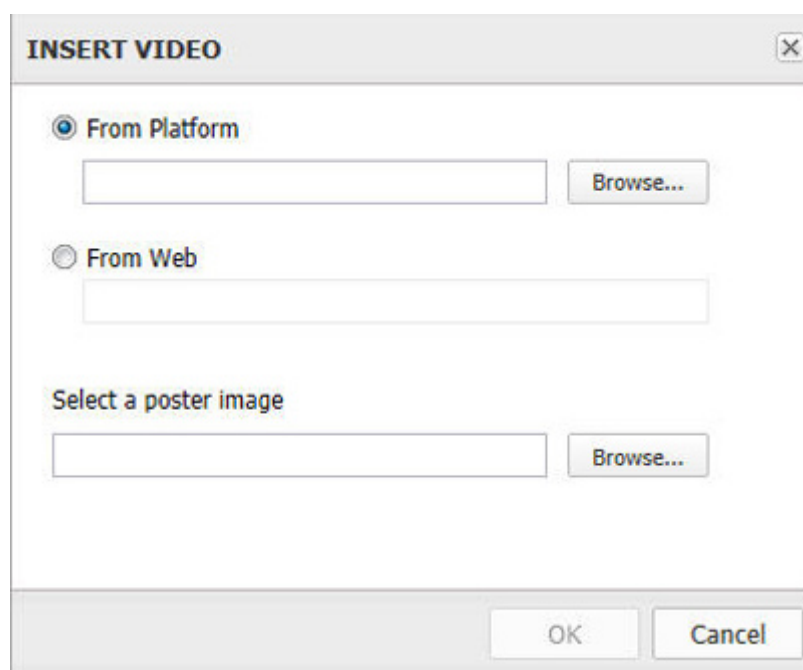 INSERT VIDEO
From Platform
Browse...
From Web
Select a poster image
Browse...
OK Cancel